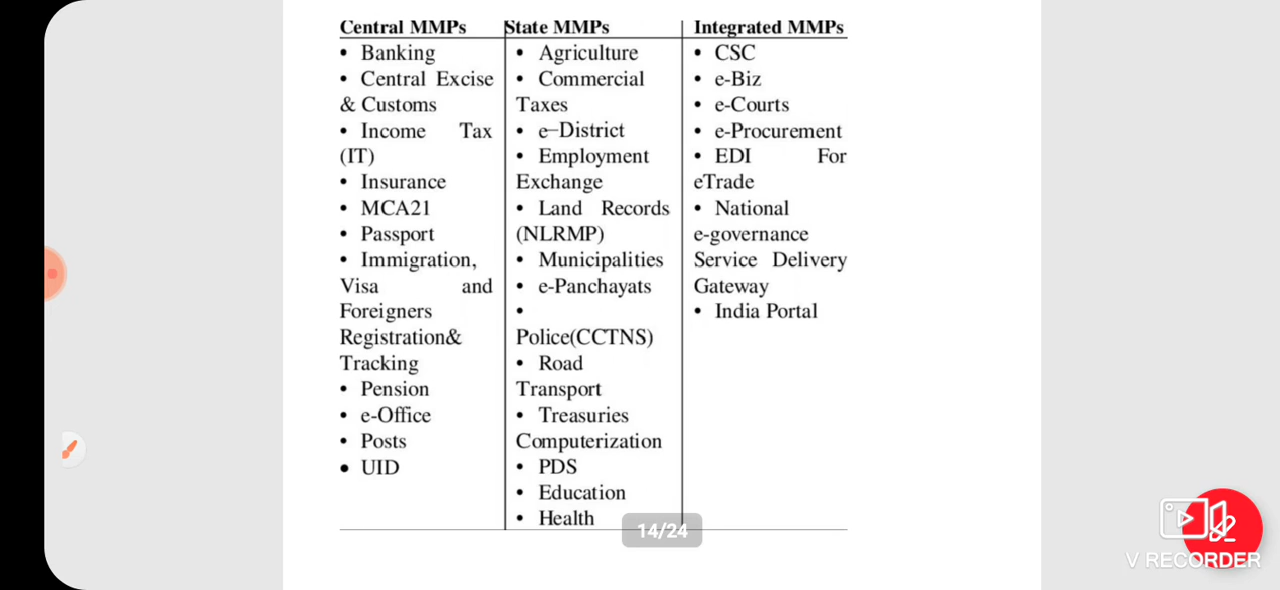 Central MMPs
• Banking
• Central Excise
& Customs
• Income Tax
(IT)
• Insurance
• MCA21
• Passport
• Immigration,
Visa and
Foreigners
Registration&
Tracking
• Pension
• e-Office
• Posts
• UID
State MMPs
• Agriculture
• Commercial
Taxes
• e–District
• Employment
Exchange
• Land Records
(NLRMP)
• Municipalities
• e-Panchayats
•
Police(CCTNS)
• Road
Transport
• Treasuries
Computerization
• PDS
• Education
• Health
Integrated MMPs
• CSC
• e-Biz
• e-Courts
• e-Procurement
• EDI For
eTrade
• National
e-governance
Service Delivery
Gateway
• India Portal
14/24
V RECORDER